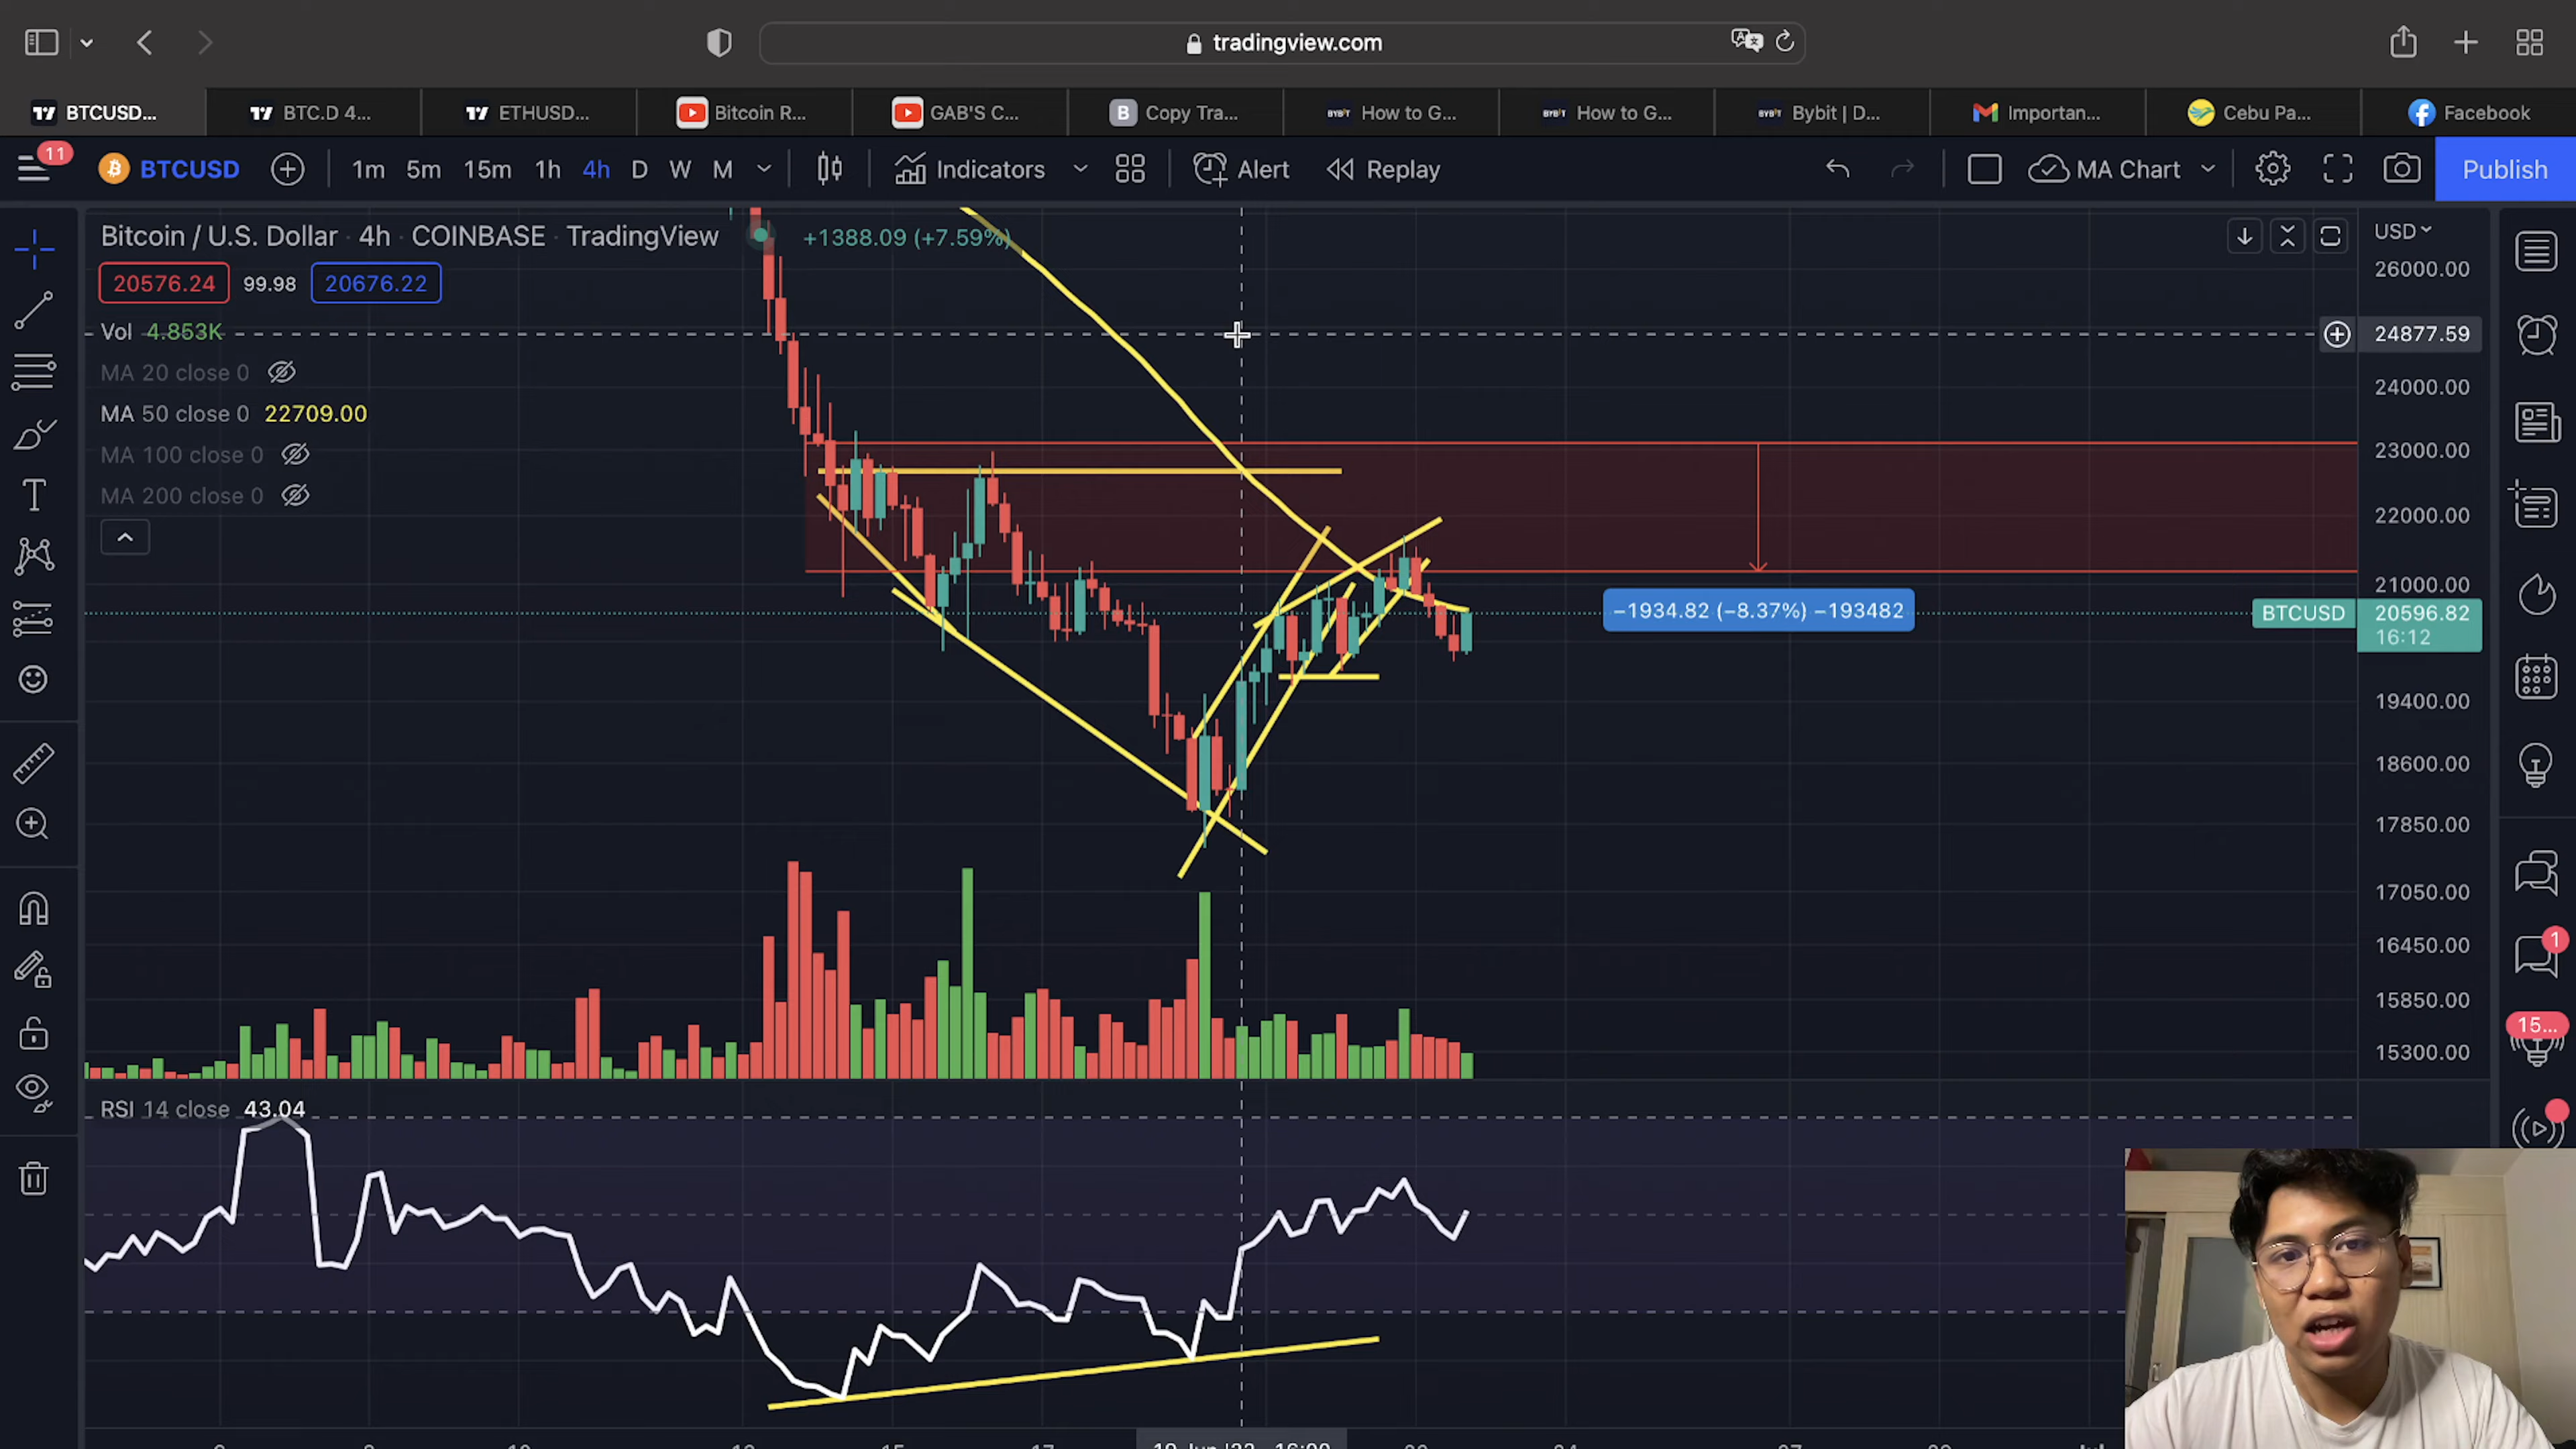 tradingview.com
BTCUSD...
BTC.D 4...
ETHUSD...
Bitcoin R...
GAB'S C...
B Copy Tra...
BYBIT How to G...
BYBIT How to G...
BYBIT Bybit | D...
Importan...
Cebu Pa...
Facebook
11
BTCUSD 1m 5m 15m 1h 4h D W M Indicators Alert Replay MA Chart Publish
Bitcoin / U.S. Dollar · 4h · COINBASE · TradingView +1388.09 (+7.59%)
USD
20576.24 99.98 20676.22
Vol 4.853K
MA 20 close 0
MA 50 close 0 22709.00
MA 100 close 0
MA 200 close 0
26000.00
24877.59
24000.00
23000.00
22000.00
21000.00
−1934.82 (−8.37%) −193482
BTCUSD 20596.82
16:12
19400.00
18600.00
17850.00
17050.00
16450.00
15850.00
15300.00
1
15...
RSI 14 close 43.04